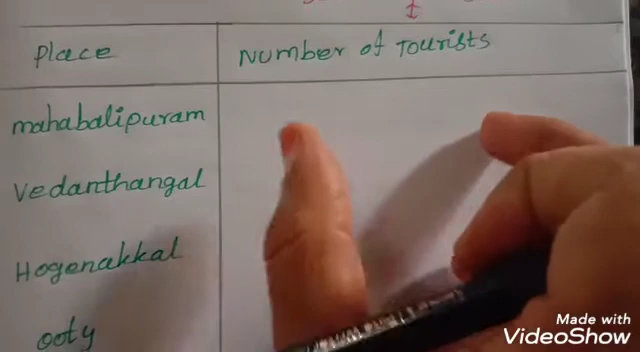 Place Number of Tourists
mahabalipuram
Vedanthangal
Hogenakkal
ooty
Made with
VideoShow